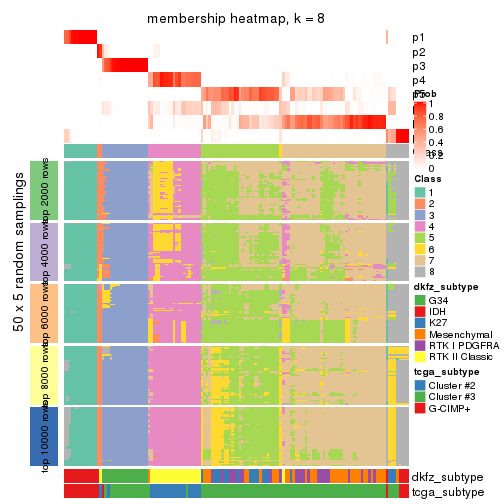 membership heatmap, k = 8
p1
p2
p3
p4
Prob
1
0.8
0.6
0.4
0.2
0
Class
1
2
3
4
5
6
7
8
dkfz_subtype
G34
IDH
K27
Mesenchymal
RTK I PDGFRA
RTK II Classic
tcga_subtype
Cluster #2
Cluster #3
G-CIMP+
50 x 5 random samplings
top 2000 rows
top 4000 rows
top 6000 rows
top 8000 rows
top 10000 rows
dkfz_subtype
tcga_subtype